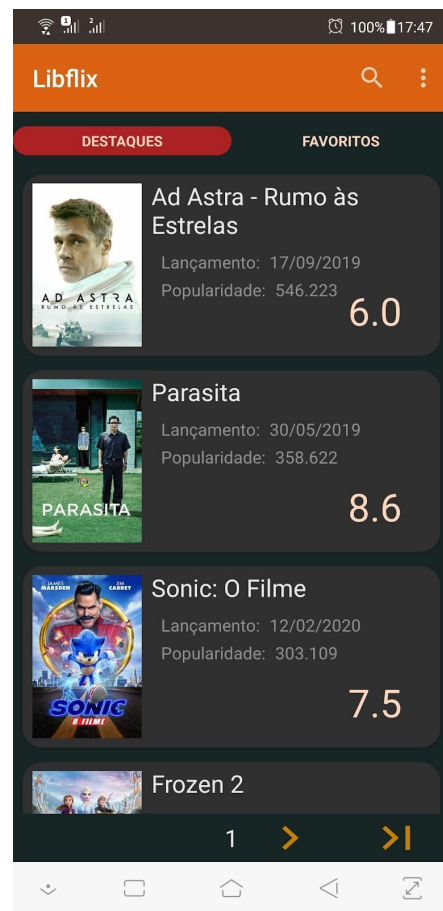 1 2 100% 17:47
Libflix
DESTAQUES FAVORITOS
Ad Astra - Rumo às
Estrelas
Lançamento: 17/09/2019
Popularidade: 546.223
6.0
AD ASTRA
RUMO ÀS ESTRELAS
Parasita
Lançamento: 30/05/2019
Popularidade: 358.622
8.6
PARASITA
Sonic: O Filme
Lançamento: 12/02/2020
Popularidade: 303.109
7.5
JAMES MARSDEN
JIM CARREY
SONIC
O FILME
Frozen 2
1